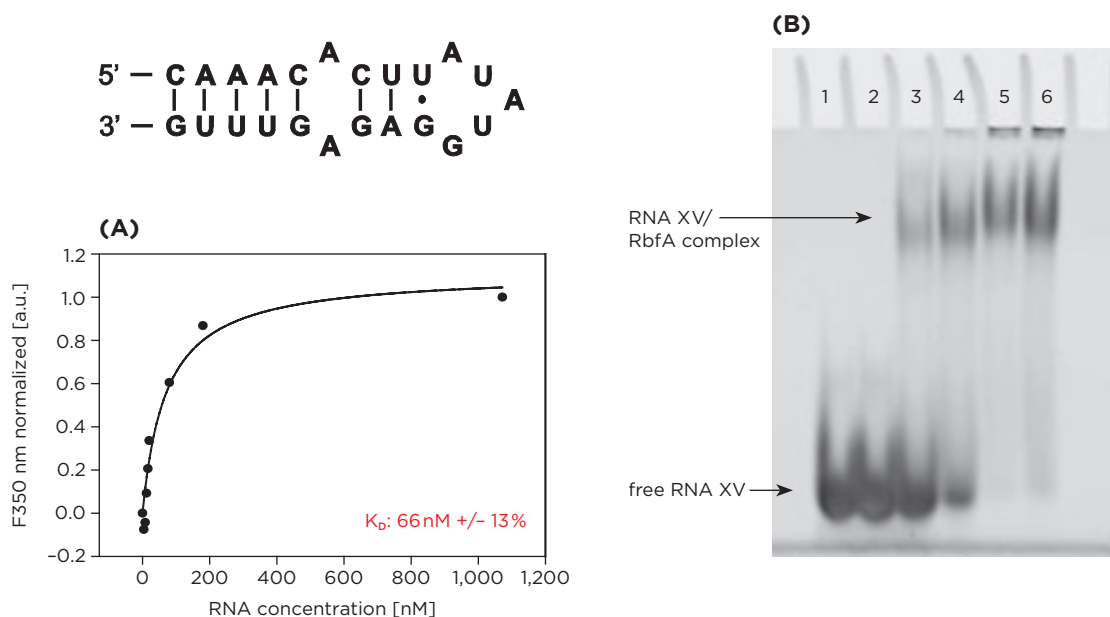 (B)
A A
5' — C A A A C C U U U
A
3' — G U U U G G A G U
A G
(A)
1.2
1.0
0.8
0.6
0.4
0.2
0.0
–0.2
F350 nm normalized [a.u.]
K_D: 66 nM +/– 13%
0 200 400 600 800 1,000 1,200
RNA concentration [nM]
1 2 3 4 5 6
RNA XV/
RbfA complex
free RNA XV